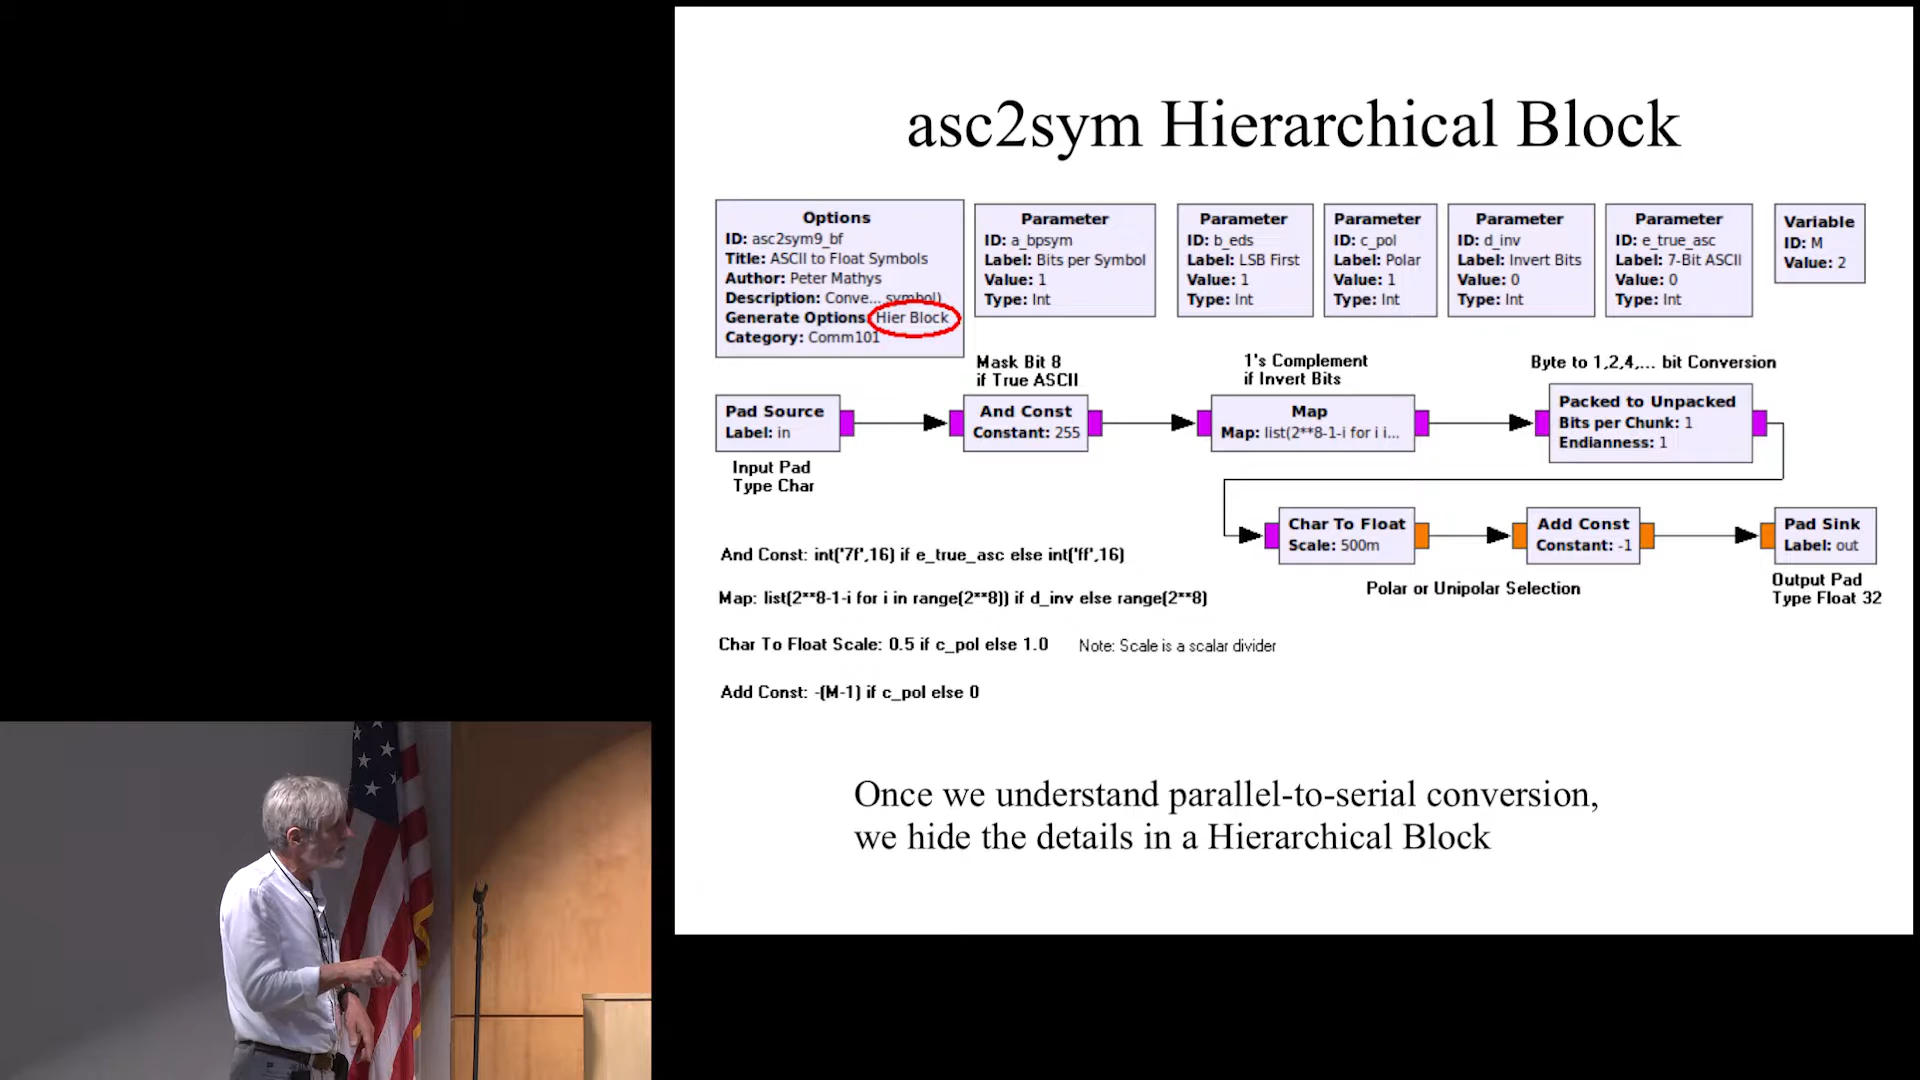 asc2sym Hierarchical Block
Options
ID: asc2sym9_bf
Title: ASCII to Float Symbols
Author: Peter Mathys
Description: Conve... symbol)
Generate Options: Hier Block
Category: Comm101
Parameter
ID: a_bpsym
Label: Bits per Symbol
Value: 1
Type: Int
Parameter
ID: b_eds
Label: LSB First
Value: 1
Type: Int
Parameter
ID: c_pol
Label: Polar
Value: 1
Type: Int
Parameter
ID: d_inv
Label: Invert Bits
Value: 0
Type: Int
Parameter
ID: e_true_asc
Label: 7-Bit ASCII
Value: 0
Type: Int
Variable
ID: M
Value: 2
Mask Bit 8
if True ASCII
1's Complement
if Invert Bits
Byte to 1,2,4,... bit Conversion
Pad Source
Label: in
And Const
Constant: 255
Map
Map: list(2**8-1-i for i i...
Packed to Unpacked
Bits per Chunk: 1
Endianness: 1
Input Pad
Type Char
Char To Float
Scale: 500m
Add Const
Constant: -1
Pad Sink
Label: out
Polar or Unipolar Selection
Output Pad
Type Float 32
And Const: int('7f',16) if e_true_asc else int('ff',16)
Map: list(2**8-1-i for i in range(2**8)) if d_inv else range(2**8)
Char To Float Scale: 0.5 if c_pol else 1.0
Note: Scale is a scalar divider
Add Const: -(M-1) if c_pol else 0
Once we understand parallel-to-serial conversion,
we hide the details in a Hierarchical Block